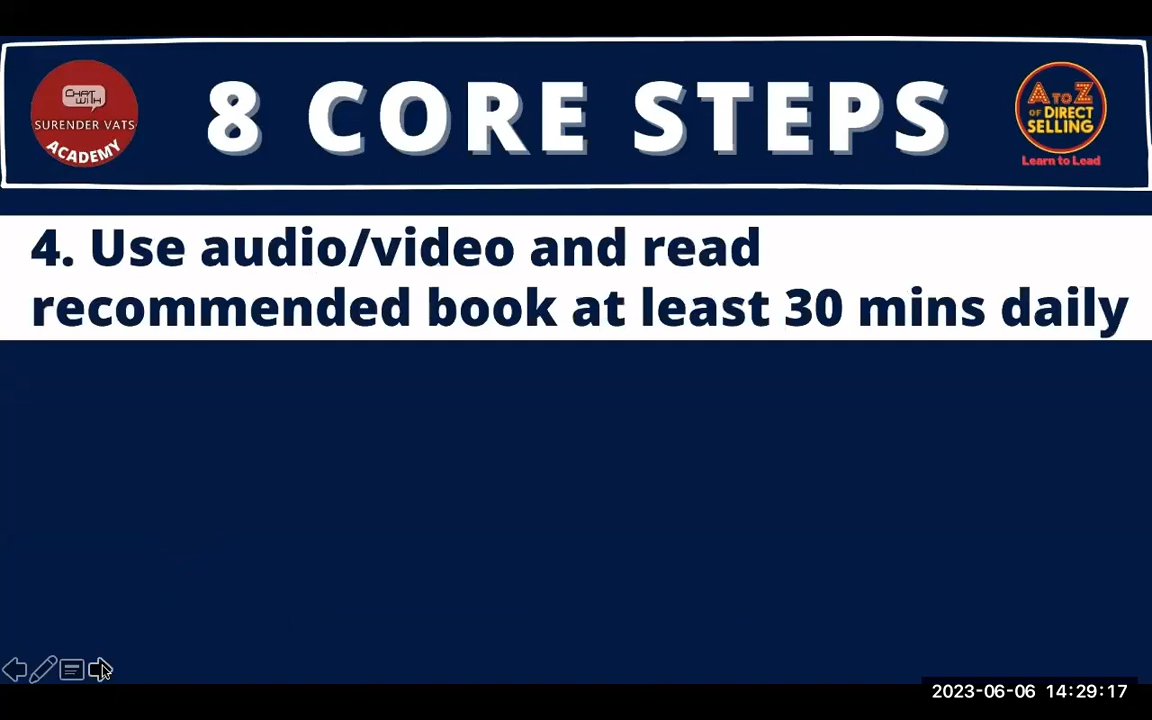 CHAT WITH
SURENDER VATS
ACADEMY
8 CORE STEPS
A TO Z
OF DIRECT
SELLING
Learn to Lead
4. Use audio/video and read
recommended book at least 30 mins daily
2023-06-06 14:29:17